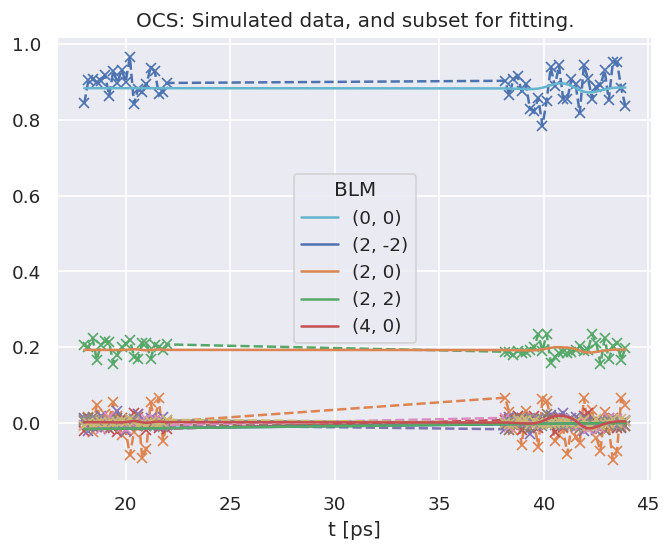 OCS: Simulated data, and subset for fitting.
1.0
0.8
0.6
0.4
0.2
0.0
BLM
(0, 0)
(2, -2)
(2, 0)
(2, 2)
(4, 0)
20 25 30 35 40 45
t [ps]